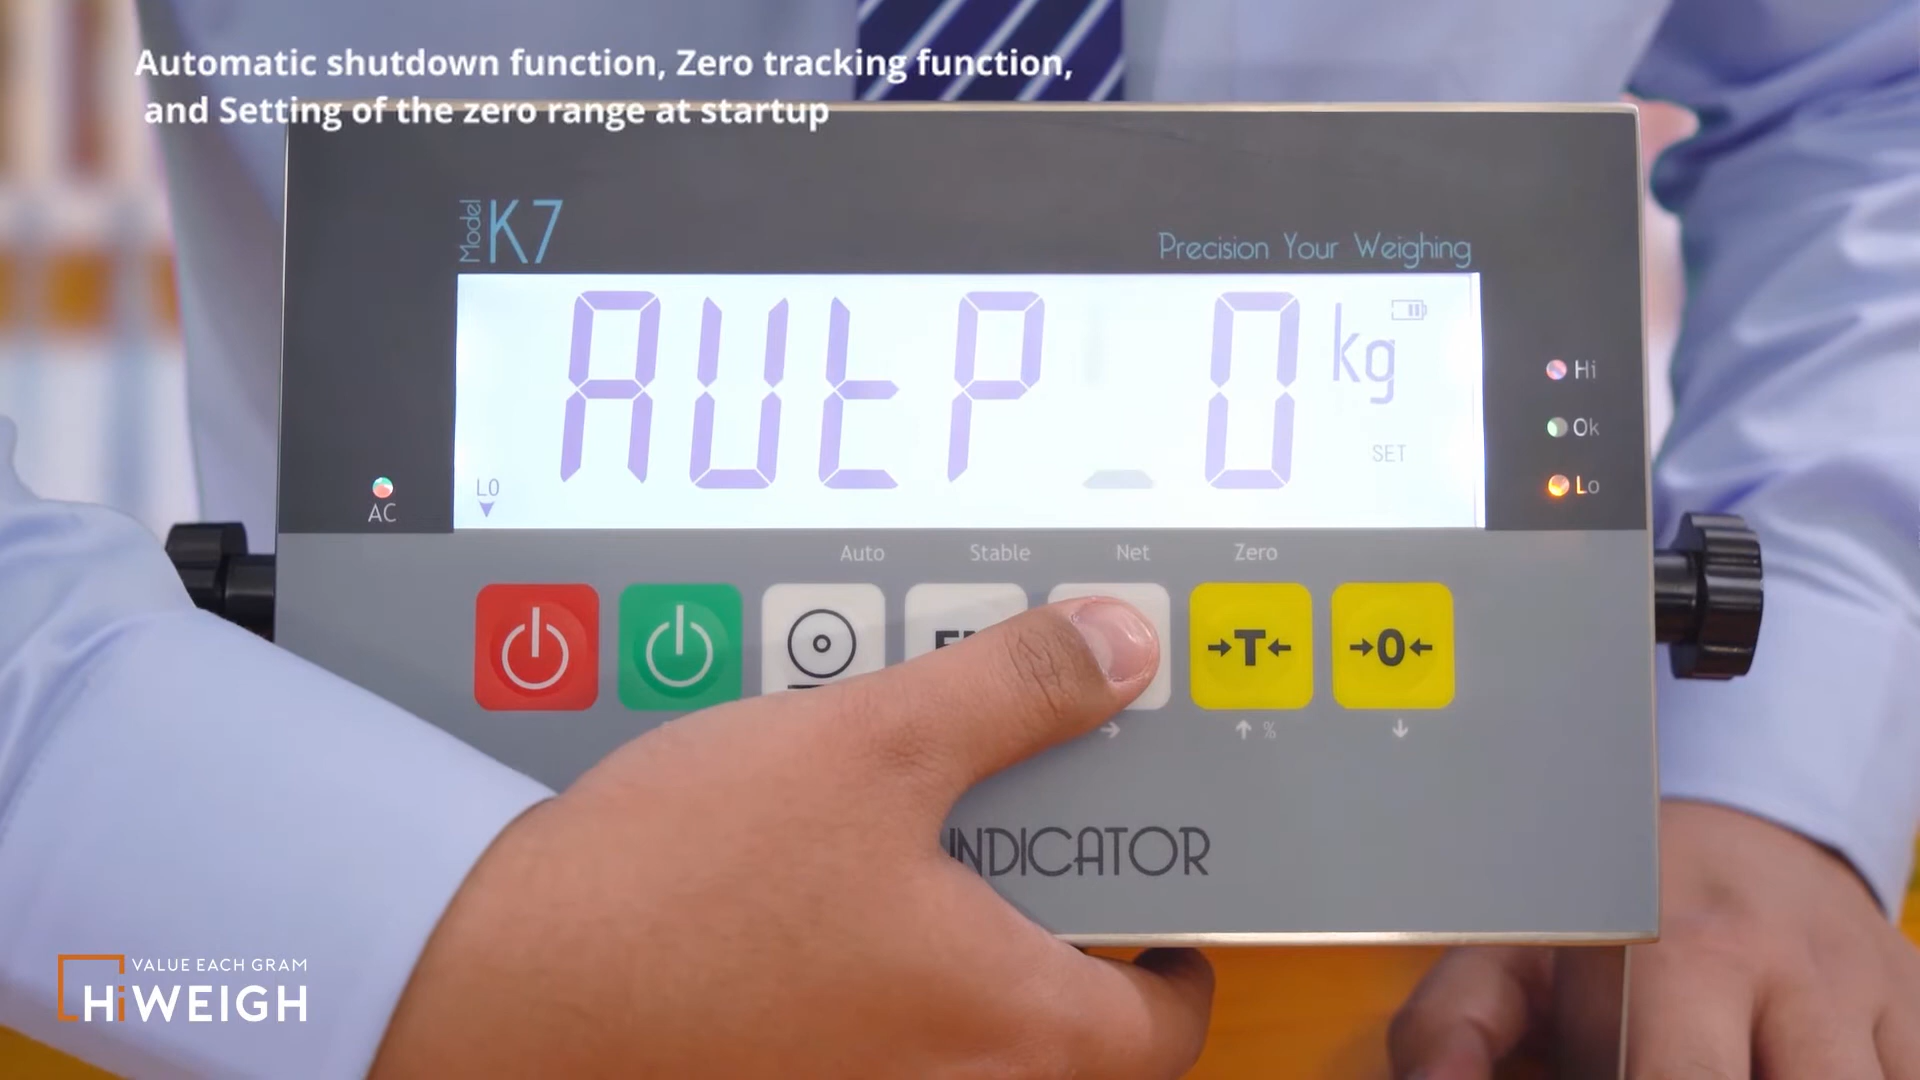 Automatic shutdown function, Zero tracking function,
and Setting of the zero range at startup
Model K7
Precision Your Weighing
AUtP_0 kg
SET
LO
AC
Hi
Ok
Lo
Auto Stable Net Zero
→T← →0←
→ ↑ % ↓
INDICATOR
VALUE EACH GRAM
HiWEIGH